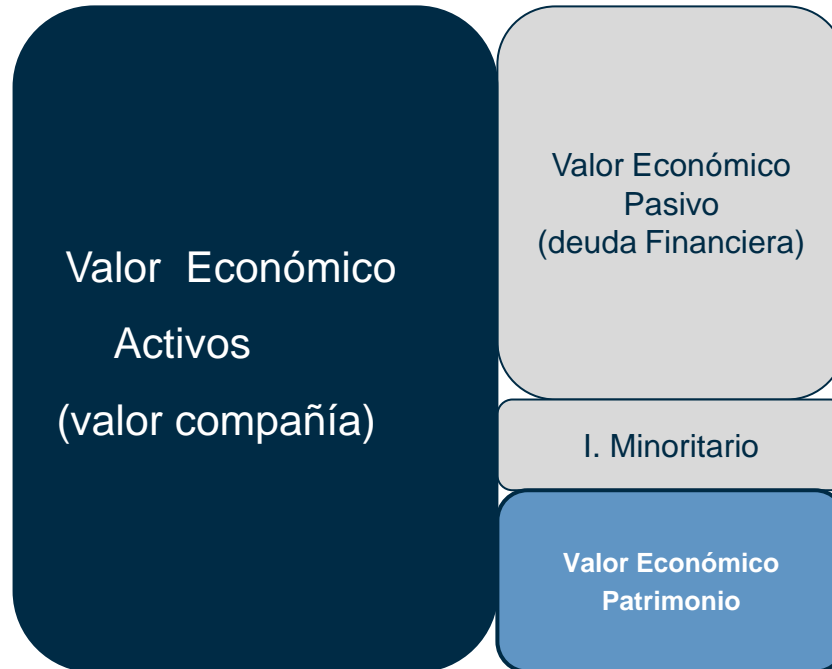 Valor Económico
Activos
(valor compañía)
Valor Económico
Pasivo
(deuda Financiera)
I. Minoritario
Valor Económico
Patrimonio